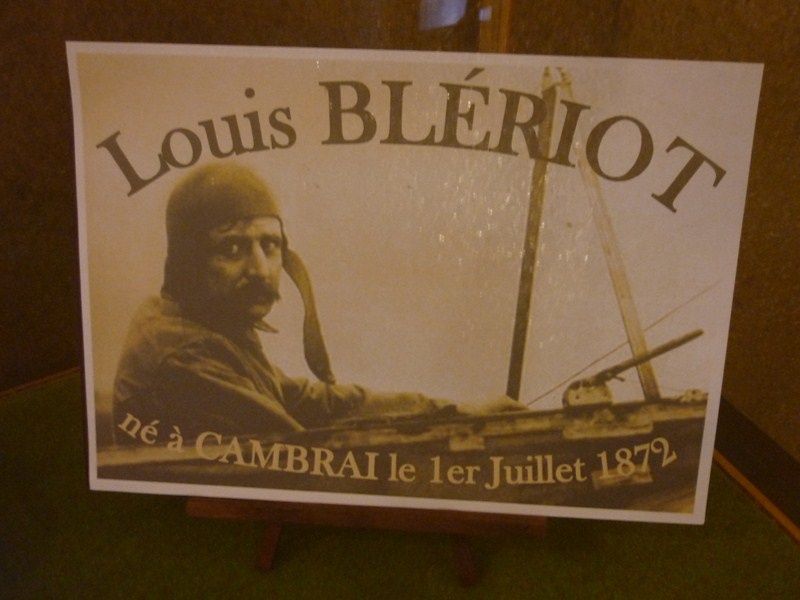 Louis BLÉRIOT
né à CAMBRAI le 1er Juillet 1872